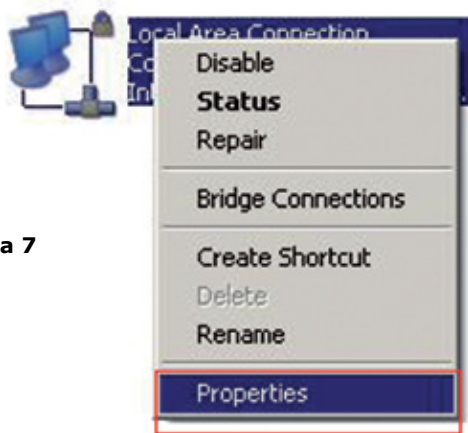 Local Area Connection
Disable
Status
Repair
Bridge Connections
a 7
Create Shortcut
Delete
Rename
Properties